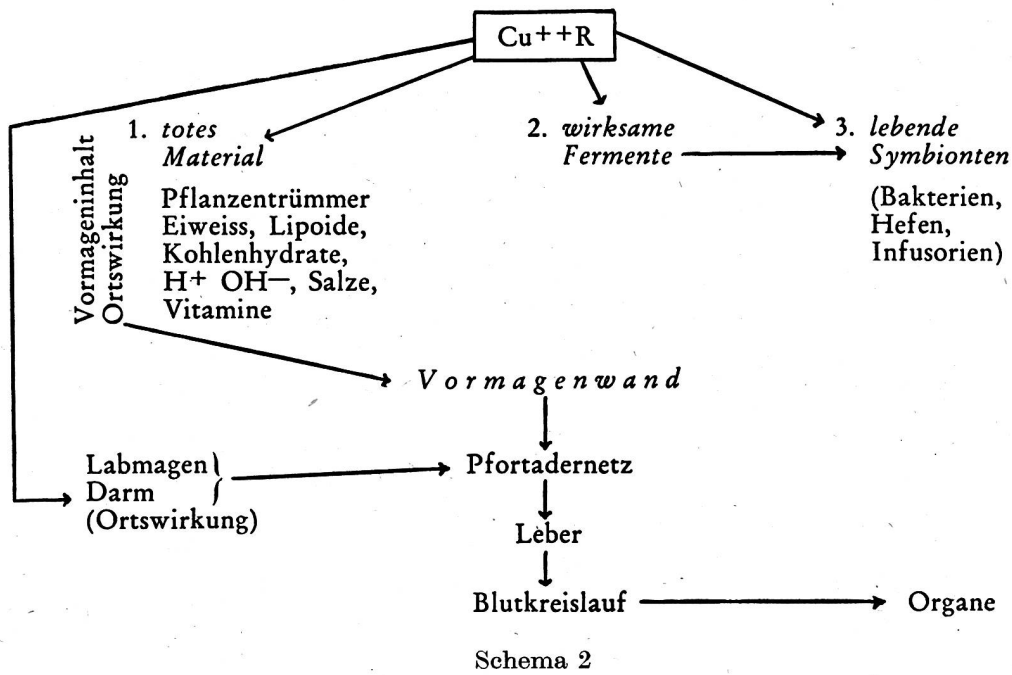 Cu++R
1. totes
Material
Pflanzentrümmer
Eiweiss, Lipoide,
Kohlenhydrate,
H+ OH—, Salze,
Vitamine
2. wirksame
Fermente
3. lebende
Symbionten
(Bakterien,
Hefen,
Infusorien)
Vormageninhalt
Ortswirkung
Vormagenwand
Labmagen
Darm
(Ortswirkung)
Pfortadernetz
Leber
Blutkreislauf
Organe
Schema 2